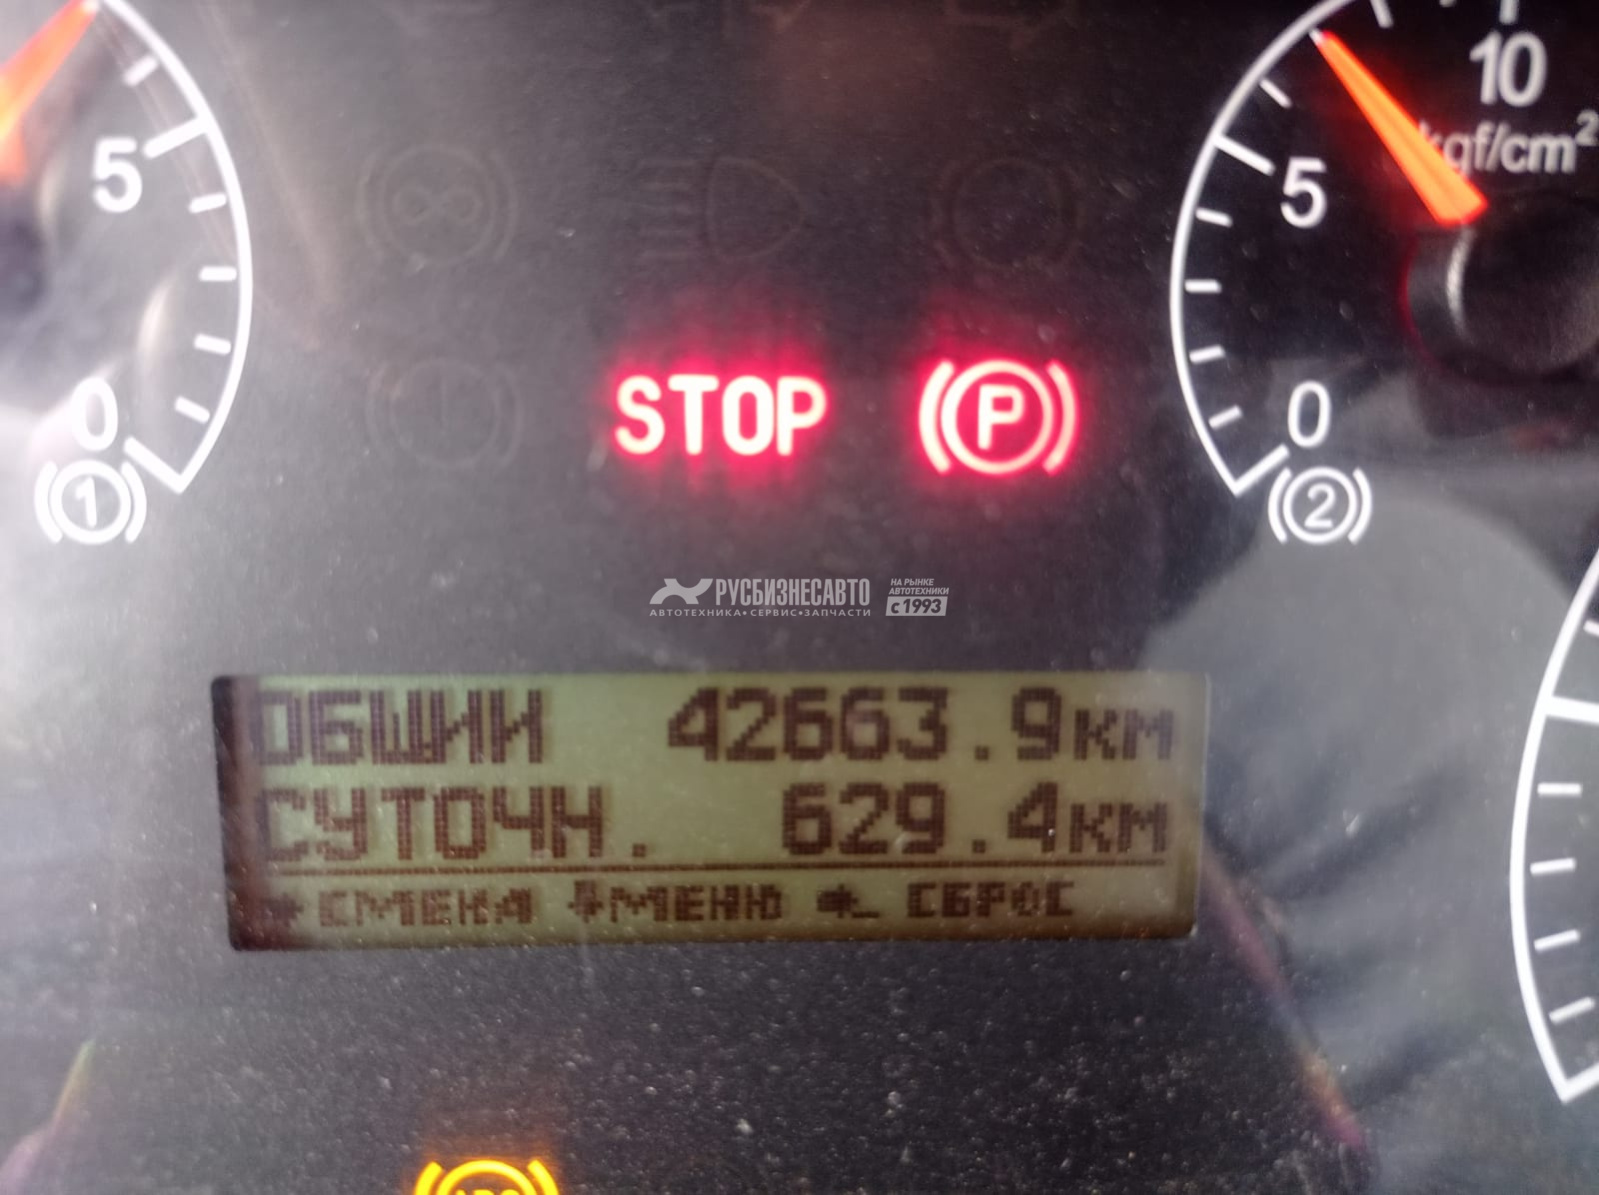 10
kgf/cm²
5
5
STOP
P
0
0
1
2
РУСБИЗНЕСАВТО
АВТОТЕХНИКА•СЕРВИС•ЗАПЧАСТИ
НА РЫНКЕ
АВТОТЕХНИКИ
с 1993
ОБЩИЙ 42663.9км
СУТОЧН. 629.4км
СМЕНА МЕНЮ СБРОС